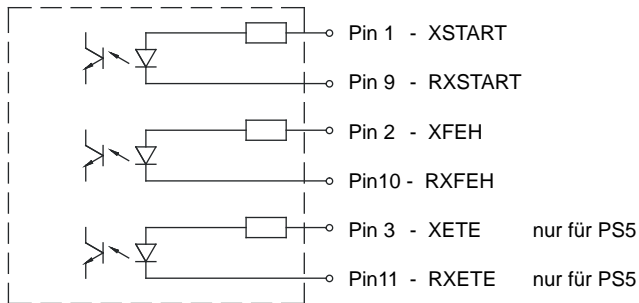 Pin 1 - XSTART
Pin 9 - RXSTART
Pin 2 - XFEH
Pin10 - RXFEH
Pin 3 - XETE nur für PS5
Pin11 - RXETE nur für PS5